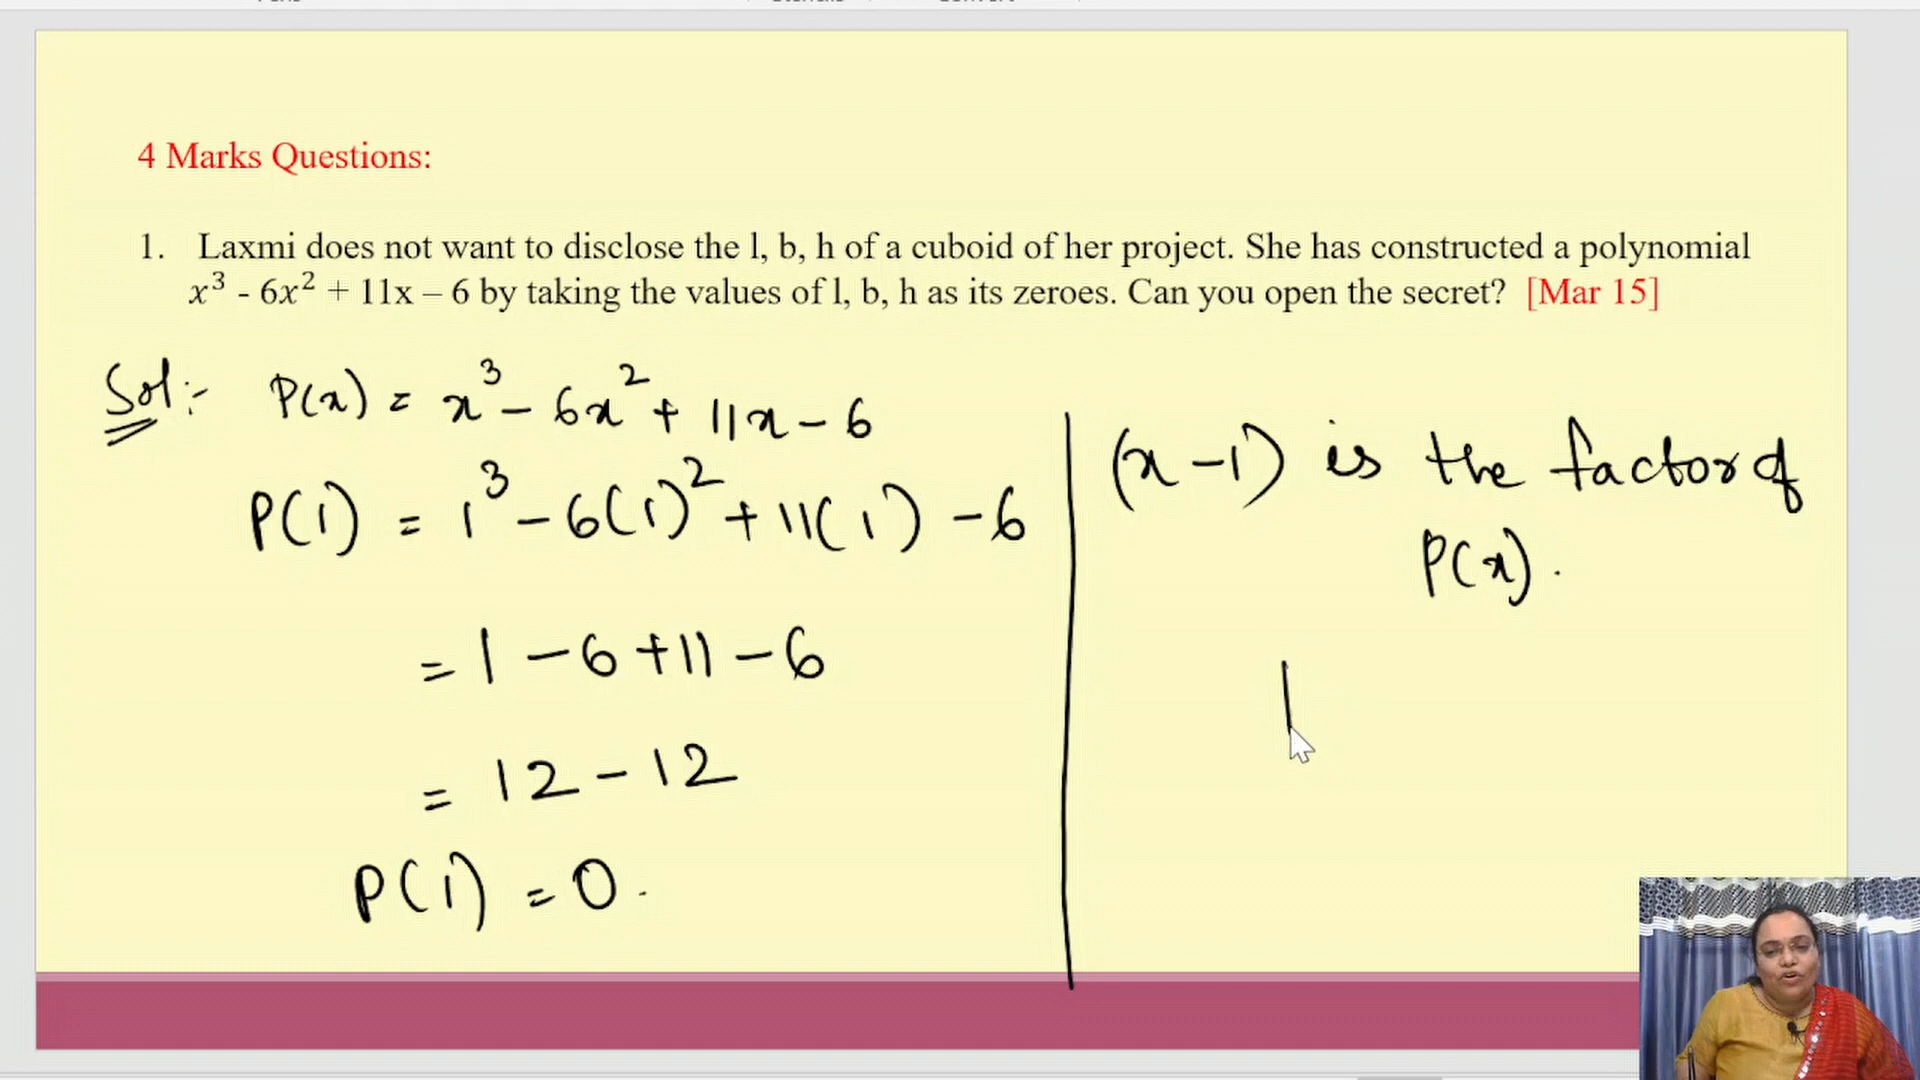 4 Marks Questions:
1. Laxmi does not want to disclose the l, b, h of a cuboid of her project. She has constructed a polynomial
x³ - 6x² + 11x – 6 by taking the values of l, b, h as its zeroes. Can you open the secret? [Mar 15]
Sol:- P(x) = x³ - 6x² + 11x - 6
P(1) = 1³ - 6(1)² + 11(1) - 6
= 1 - 6 + 11 - 6
= 12 - 12
P(1) = 0.
(x-1) is the factor of
P(x).